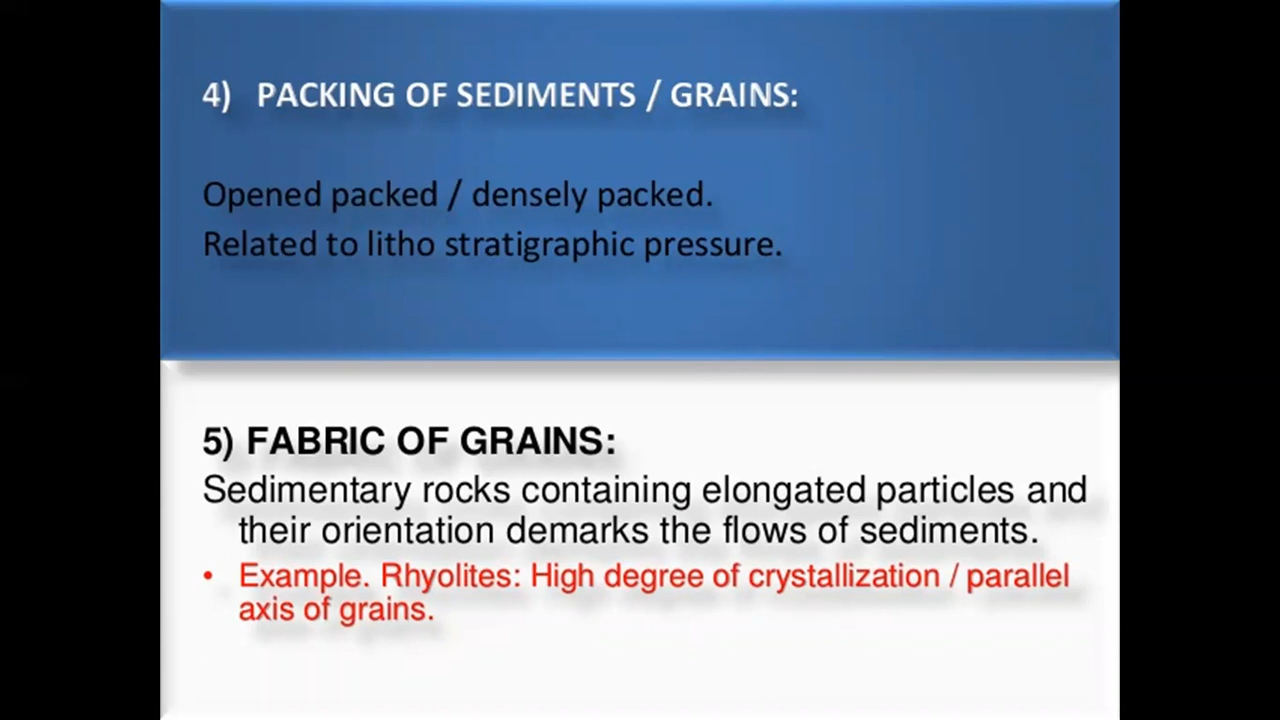 4) PACKING OF SEDIMENTS / GRAINS:
Opened packed / densely packed.
Related to litho stratigraphic pressure.
5) FABRIC OF GRAINS:
Sedimentary rocks containing elongated particles and
their orientation demarks the flows of sediments.
• Example. Rhyolites: High degree of crystallization / parallel
axis of grains.